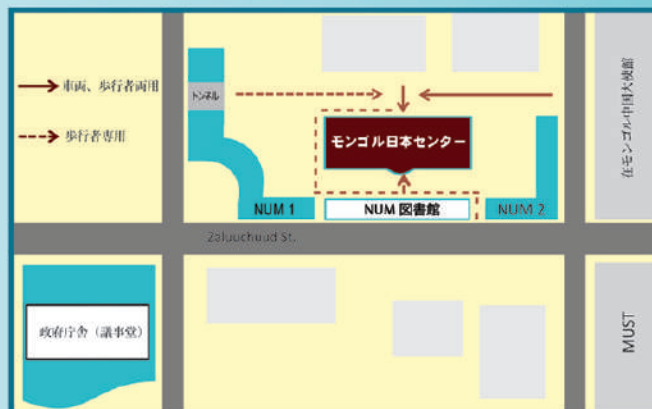 車両、歩行者両用
歩行者専用
トンネル
モンゴル日本センター
NUM 1
NUM 図書館
NUM 2
Zaluuchuud St.
在モンゴル中国大使館
政府庁舎（議事堂）
MUST